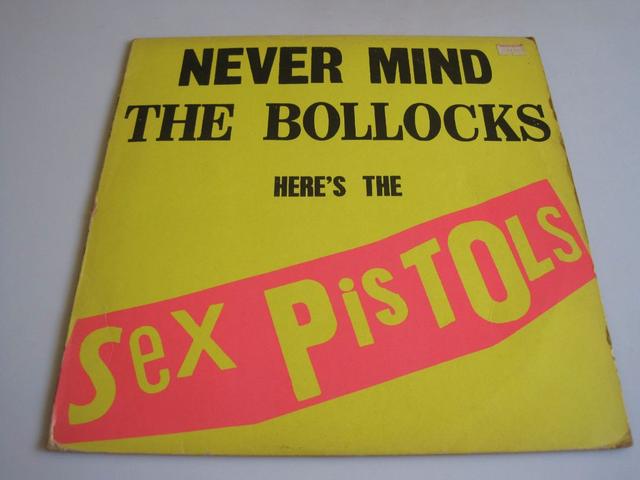 NEVER MIND
THE BOLLOCKS
HERE'S THE
Sex PisTOLS